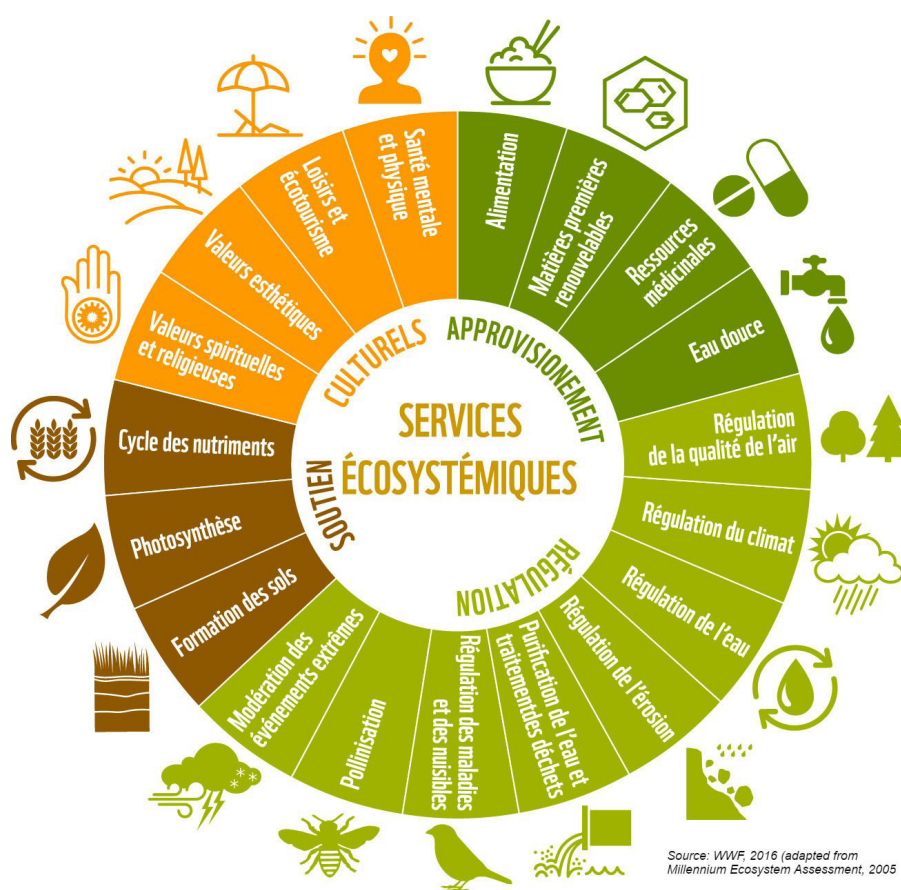 SERVICES
ÉCOSYSTÉMIQUES
APPROVISIONEMENT
Alimentation
Matières premières
renouvelables
Ressources
médicinales
Eau douce
RÉGULATION
Régulation
de la qualité de l'air
Régulation du climat
Régulation de l'eau
Régulation de l'érosion
Purification de l'eau et
traitementdes déchets
Régulation des maladies
et des nuisibles
Pollinisation
Modération des
événements extrêmes
SOUTIEN
Formation des sols
Photosynthèse
Cycle des nutriments
CULTURELS
Valeurs spirituelles
et religieuses
Valeurs esthétiques
Loisirs et
écotourisme
Santé mentale
et physique
Source: WWF, 2016 (adapted from
Millennium Ecosystem Assessment, 2005